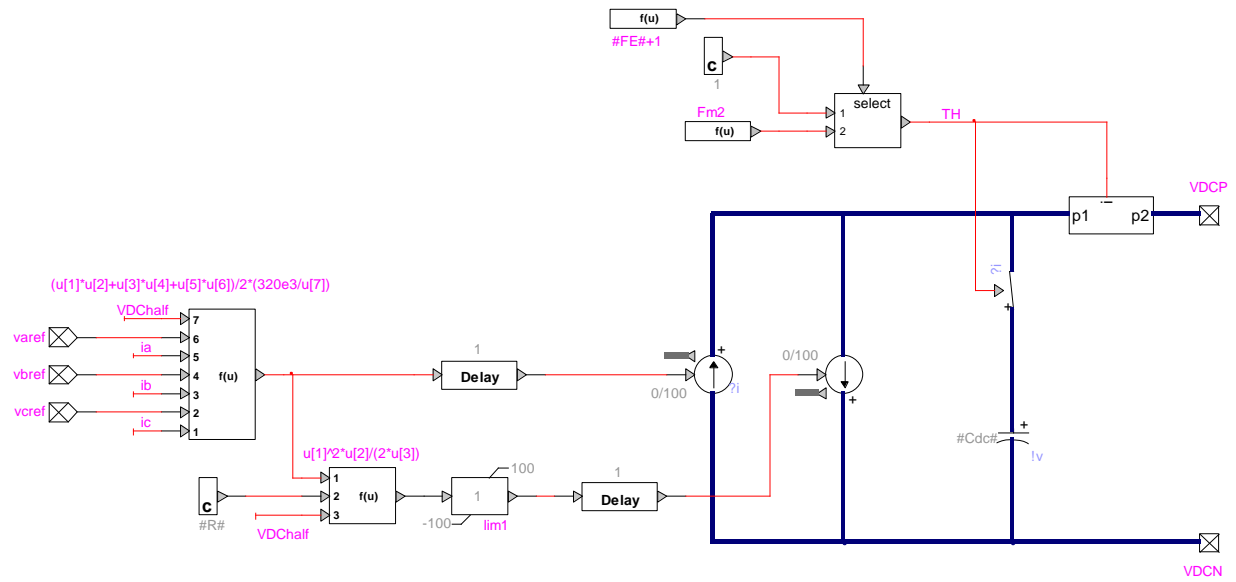 f(u)
#FE#+1
c
1
select
Fm2
1
f(u)
2
TH
VDCP
p1
i
p2
(u[1]*u[2]+u[3]*u[4]+u[5]*u[6])/2*(320e3/u[7])
VDChalf
7
varef
6
ia
5
vbref
4
f(u)
ib
3
vcref
2
ic
1
1
Delay
+
0/100
?i
0/100
+
?i
+
+
#Cdc#
!v
u[1]^2*u[2]/(2*u[3])
1
2
f(u)
3
c
#R#
VDChalf
100
1
-100
lim1
1
Delay
VDCN